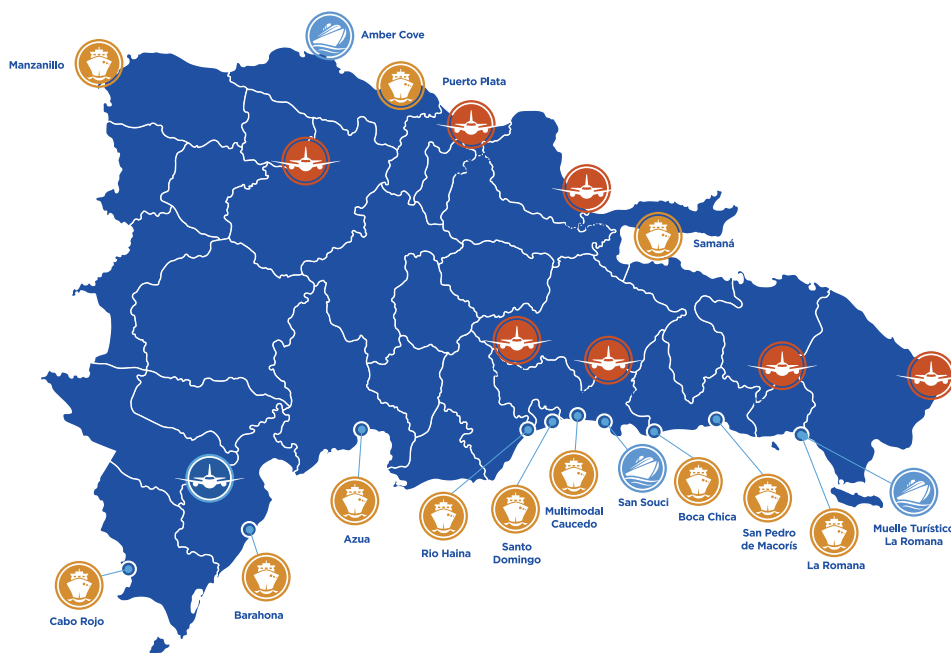 Amber Cove
Manzanillo
Puerto Plata
Samaná
Azua
Rio Haina
Santo
Domingo
Multimodal
Caucedo
San Souci
Boca Chica
San Pedro
de Macorís
La Romana
Muelle Turístico
La Romana
Cabo Rojo
Barahona